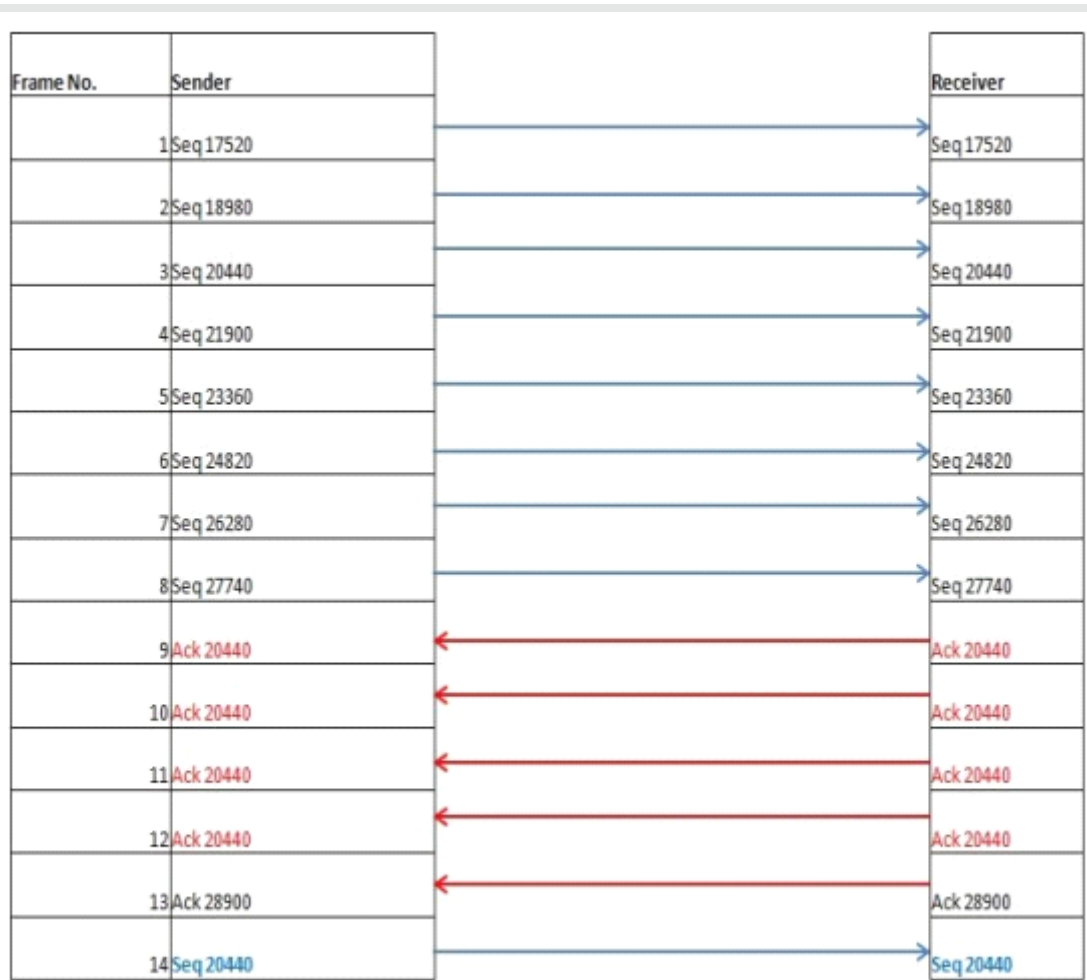 Frame No. Sender Receiver
1 Seq 17520 Seq 17520
2 Seq 18980 Seq 18980
3 Seq 20440 Seq 20440
4 Seq 21900 Seq 21900
5 Seq 23360 Seq 23360
6 Seq 24820 Seq 24820
7 Seq 26280 Seq 26280
8 Seq 27740 Seq 27740
9 Ack 20440 Ack 20440
10 Ack 20440 Ack 20440
11 Ack 20440 Ack 20440
12 Ack 20440 Ack 20440
13 Ack 28900 Ack 28900
14 Seq 20440 Seq 20440